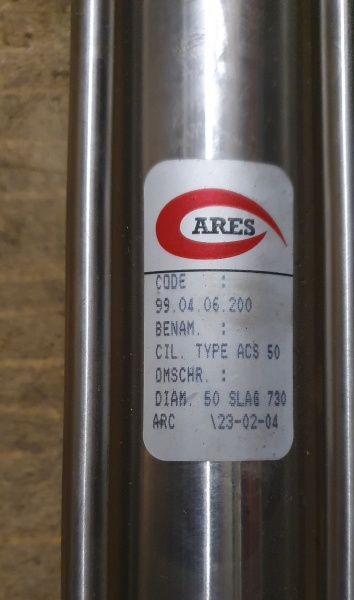 ARES
CODE :
99.04.06.200
BENAM. :
CIL. TYPE ACS 50
OMSCHR. :
DIAM. 50 SLAG 730
ARC \23-02-04